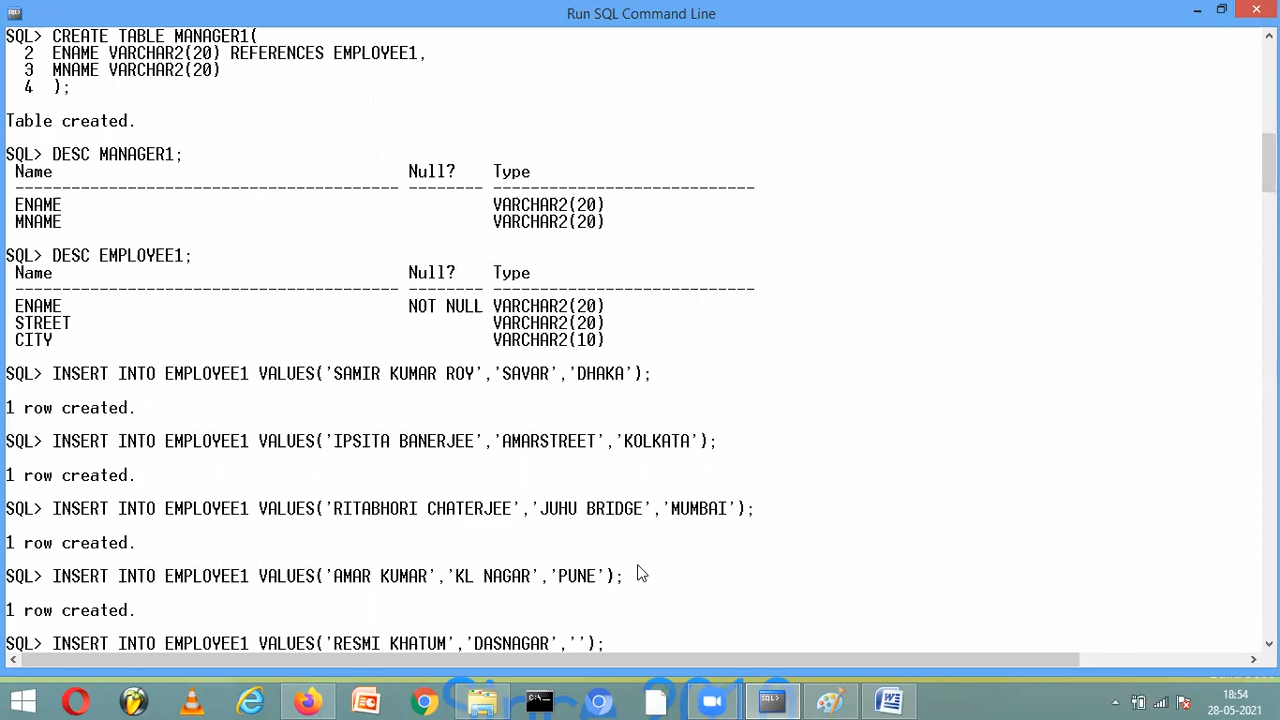 Run SQL Command Line
SQL> CREATE TABLE MANAGER1(
2 ENAME VARCHAR2(20) REFERENCES EMPLOYEE1,
3 MNAME VARCHAR2(20)
4 );
Table created.
SQL> DESC MANAGER1;
Name Null? Type
----------------------------------------- -------- ----------------------------
ENAME VARCHAR2(20)
MNAME VARCHAR2(20)
SQL> DESC EMPLOYEE1;
Name Null? Type
----------------------------------------- -------- ----------------------------
ENAME NOT NULL VARCHAR2(20)
STREET VARCHAR2(20)
CITY VARCHAR2(10)
SQL> INSERT INTO EMPLOYEE1 VALUES('SAMIR KUMAR ROY','SAVAR','DHAKA');
1 row created.
SQL> INSERT INTO EMPLOYEE1 VALUES('IPSITA BANERJEE','AMARSTREET','KOLKATA');
1 row created.
SQL> INSERT INTO EMPLOYEE1 VALUES('RITABHORI CHATERJEE','JUHU BRIDGE','MUMBAI');
1 row created.
SQL> INSERT INTO EMPLOYEE1 VALUES('AMAR KUMAR','KL NAGAR','PUNE');
1 row created.
SQL> INSERT INTO EMPLOYEE1 VALUES('RESMI KHATUM','DASNAGAR','');
18:54
28-05-2021